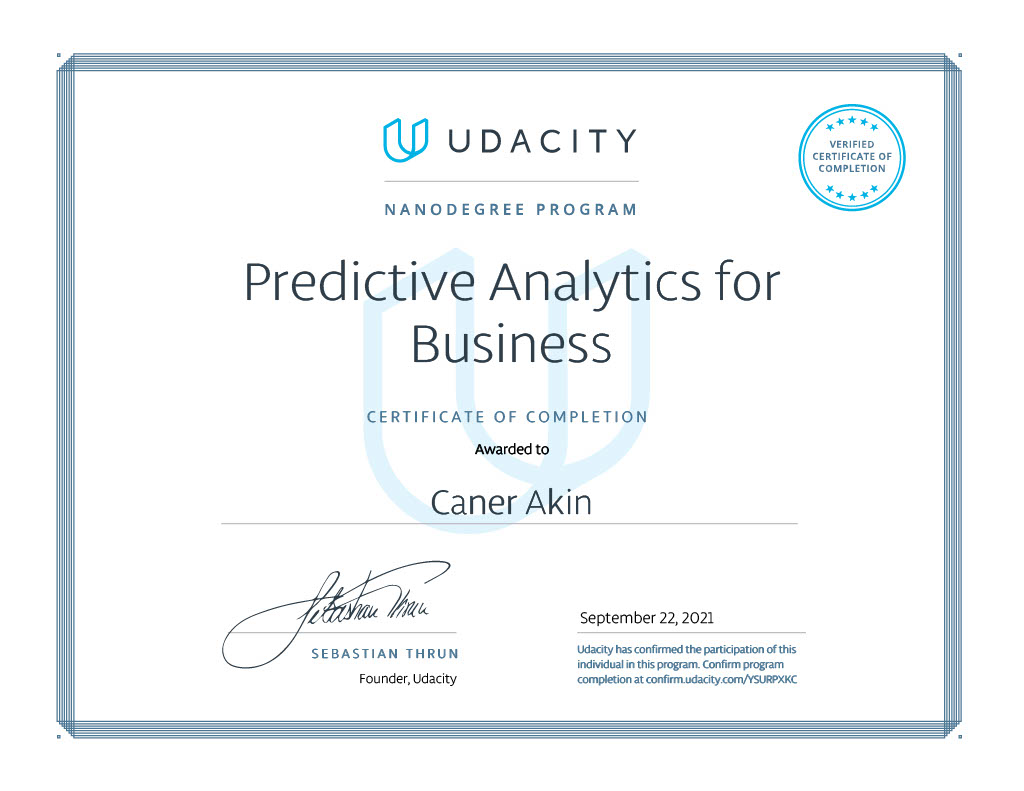 UDACITY
VERIFIED
CERTIFICATE OF
COMPLETION
NANODEGREE PROGRAM
Predictive Analytics for
Business
CERTIFICATE OF COMPLETION
Awarded to
Caner Akin
Sebastian Thrun
SEBASTIAN THRUN
Founder, Udacity
September 22, 2021
Udacity has confirmed the participation of this
individual in this program. Confirm program
completion at confirm.udacity.com/YSURPXKC